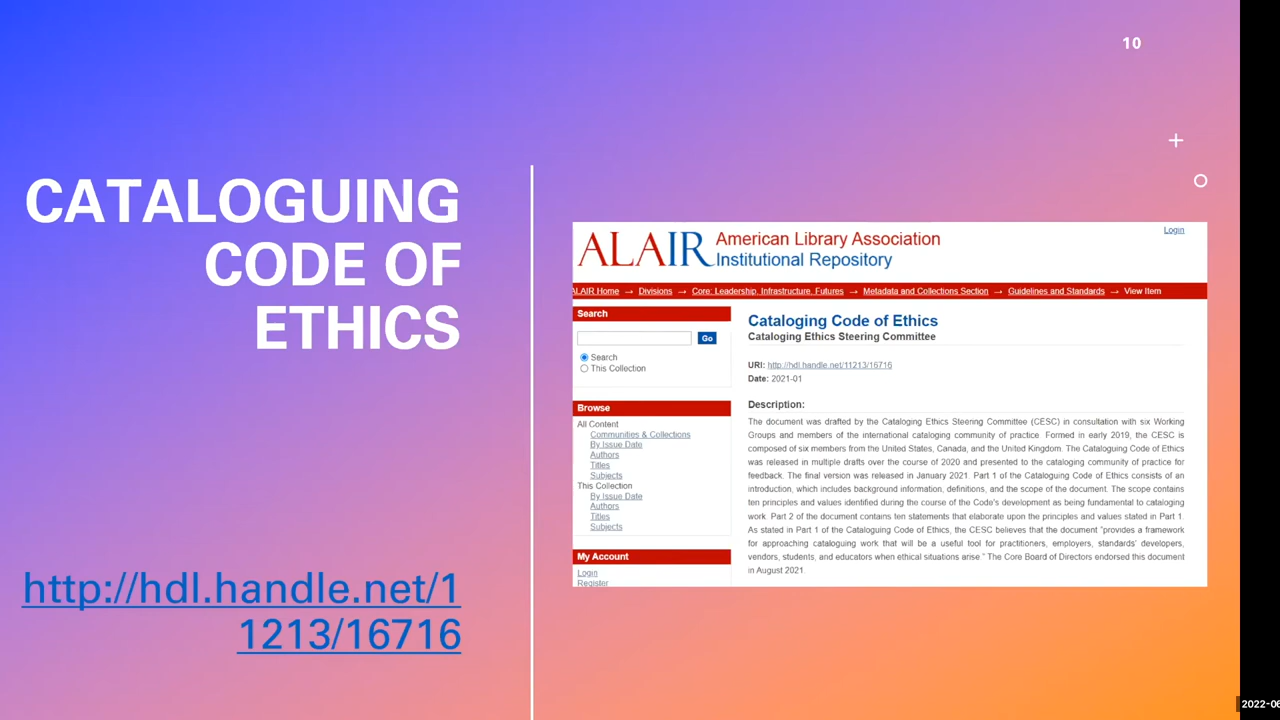 10
CATALOGUING
CODE OF
ETHICS
http://hdl.handle.net/1
1213/16716
ALAIR American Library Association
Institutional Repository
Login
ALAIR Home → Divisions → Core: Leadership, Infrastructure, Futures → Metadata and Collections Section → Guidelines and Standards → View Item
Search
Go
Search
This Collection
Browse
All Content
Communities & Collections
By Issue Date
Authors
Titles
Subjects
This Collection
By Issue Date
Authors
Titles
Subjects
My Account
Login
Register
Cataloging Code of Ethics
Cataloging Ethics Steering Committee
URI: http://hdl.handle.net/11213/16716
Date: 2021-01
Description:
The document was drafted by the Cataloging Ethics Steering Committee (CESC) in consultation with six Working
Groups and members of the international cataloging community of practice. Formed in early 2019, the CESC is
composed of six members from the United States, Canada, and the United Kingdom. The Cataloguing Code of Ethics
was released in multiple drafts over the course of 2020 and presented to the cataloging community of practice for
feedback. The final version was released in January 2021. Part 1 of the Cataloguing Code of Ethics consists of an
introduction, which includes background information, definitions, and the scope of the document. The scope contains
ten principles and values identified during the course of the Code's development as being fundamental to cataloging
work. Part 2 of the document contains ten statements that elaborate upon the principles and values stated in Part 1.
As stated in Part 1 of the Cataloguing Code of Ethics, the CESC believes that the document "provides a framework
for approaching cataloguing work that will be a useful tool for practitioners, employers, standards' developers,
vendors, students, and educators when ethical situations arise." The Core Board of Directors endorsed this document
in August 2021.